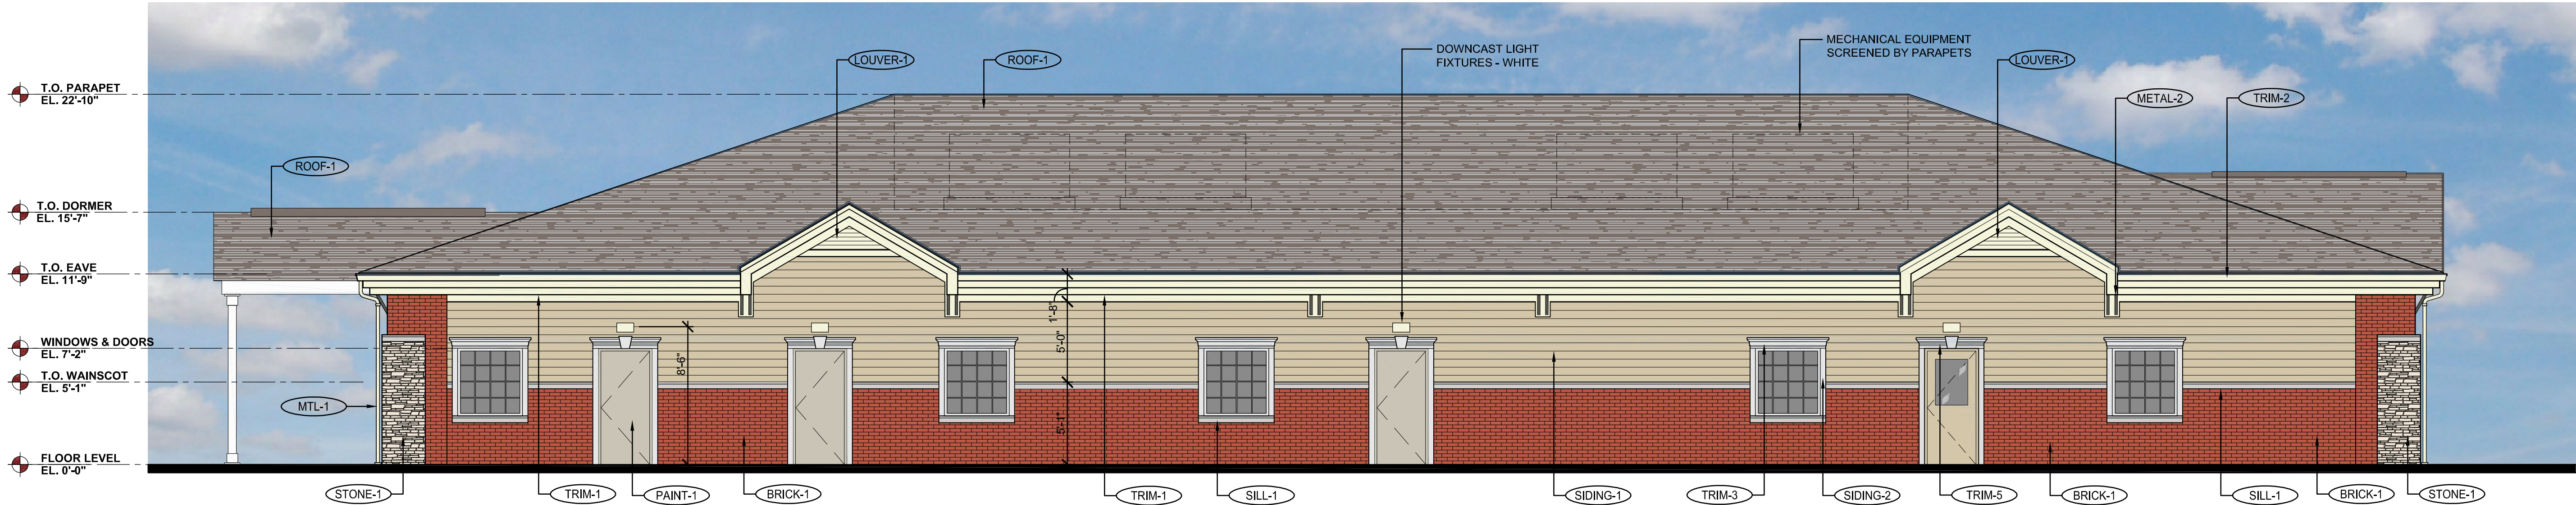 DOWNCAST LIGHT
FIXTURES - WHITE
MECHANICAL EQUIPMENT
SCREENED BY PARAPETS
LOUVER-1
ROOF-1
LOUVER-1
T.O. PARAPET
EL. 22'-10"
METAL-2
TRIM-2
ROOF-1
T.O. DORMER
EL. 15'-7"
T.O. EAVE
EL. 11'-9"
1'-8"
5'-0"
8'-6"
5'-1"
WINDOWS & DOORS
EL. 7'-2"
T.O. WAINSCOT
EL. 5'-1"
MTL-1
FLOOR LEVEL
EL. 0'-0"
STONE-1
TRIM-1
PAINT-1
BRICK-1
TRIM-1
SILL-1
SIDING-1
TRIM-3
SIDING-2
TRIM-5
BRICK-1
SILL-1
BRICK-1
STONE-1